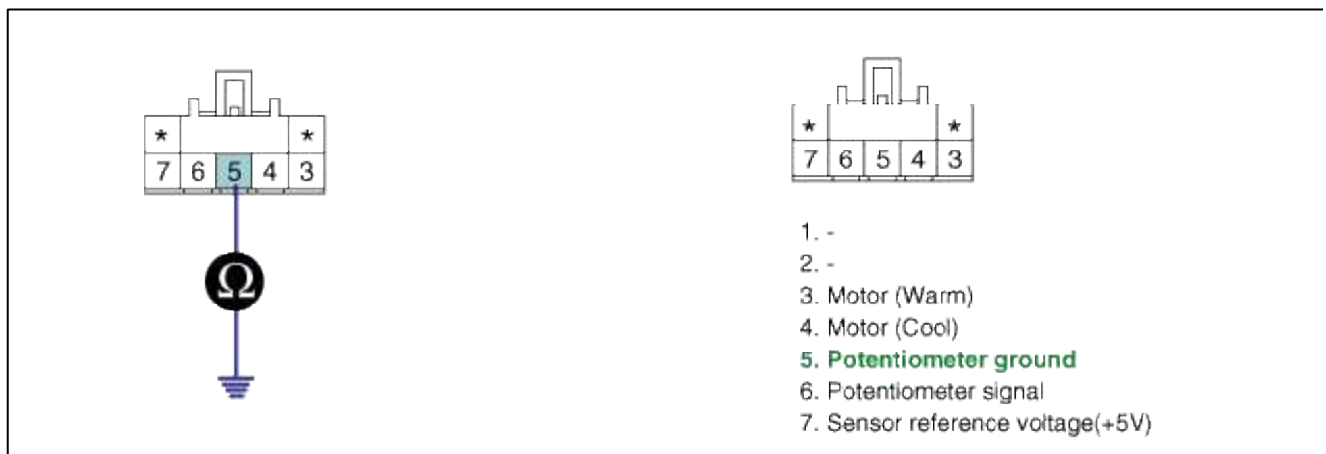 * *
7 6 5 4 3
Ω
* *
7 6 5 4 3
1. -
2. -
3. Motor (Warm)
4. Motor (Cool)
5. Potentiometer ground
6. Potentiometer signal
7. Sensor reference voltage(+5V)